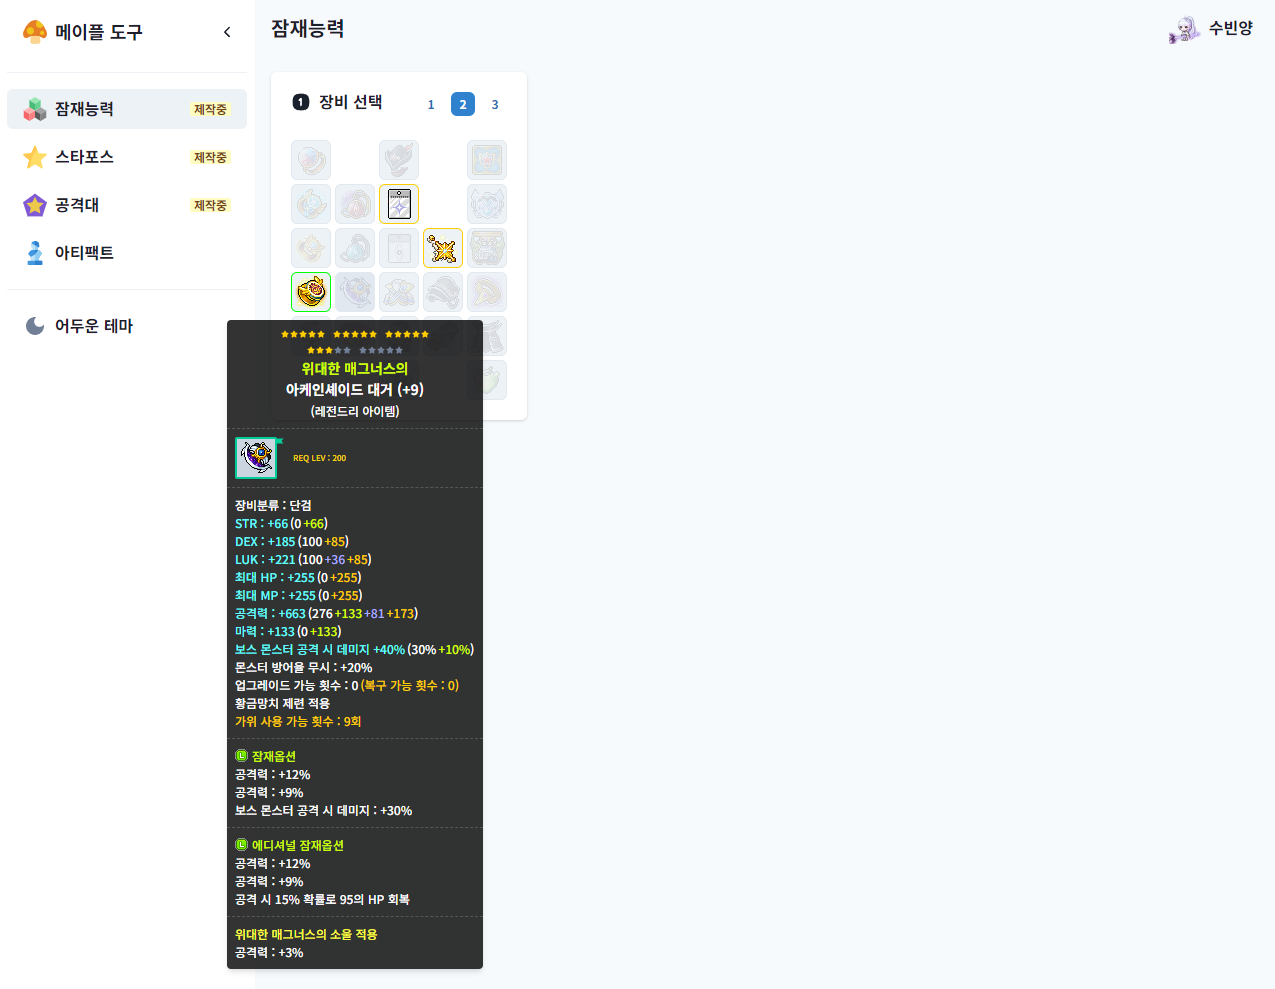 메이플 도구
잠재능력 제작중
스타포스 제작중
공격대 제작중
아티팩트
어두운 테마
잠재능력
수빈양
1 장비 선택 1 2 3
위대한 매그너스의
아케인셰이드 대거 (+9)
(레전드리 아이템)
REQ LEV : 200
장비분류 : 단검
STR : +66 (0 +66)
DEX : +185 (100 +85)
LUK : +221 (100 +36 +85)
최대 HP : +255 (0 +255)
최대 MP : +255 (0 +255)
공격력 : +663 (276 +133 +81 +173)
마력 : +133 (0 +133)
보스 몬스터 공격 시 데미지 +40% (30% +10%)
몬스터 방어율 무시 : +20%
업그레이드 가능 횟수 : 0 (복구 가능 횟수 : 0)
황금망치 제련 적용
가위 사용 가능 횟수 : 9회
L 잠재옵션
공격력 : +12%
공격력 : +9%
보스 몬스터 공격 시 데미지 : +30%
L 에디셔널 잠재옵션
공격력 : +12%
공격력 : +9%
공격 시 15% 확률로 95의 HP 회복
위대한 매그너스의 소울 적용
공격력 : +3%